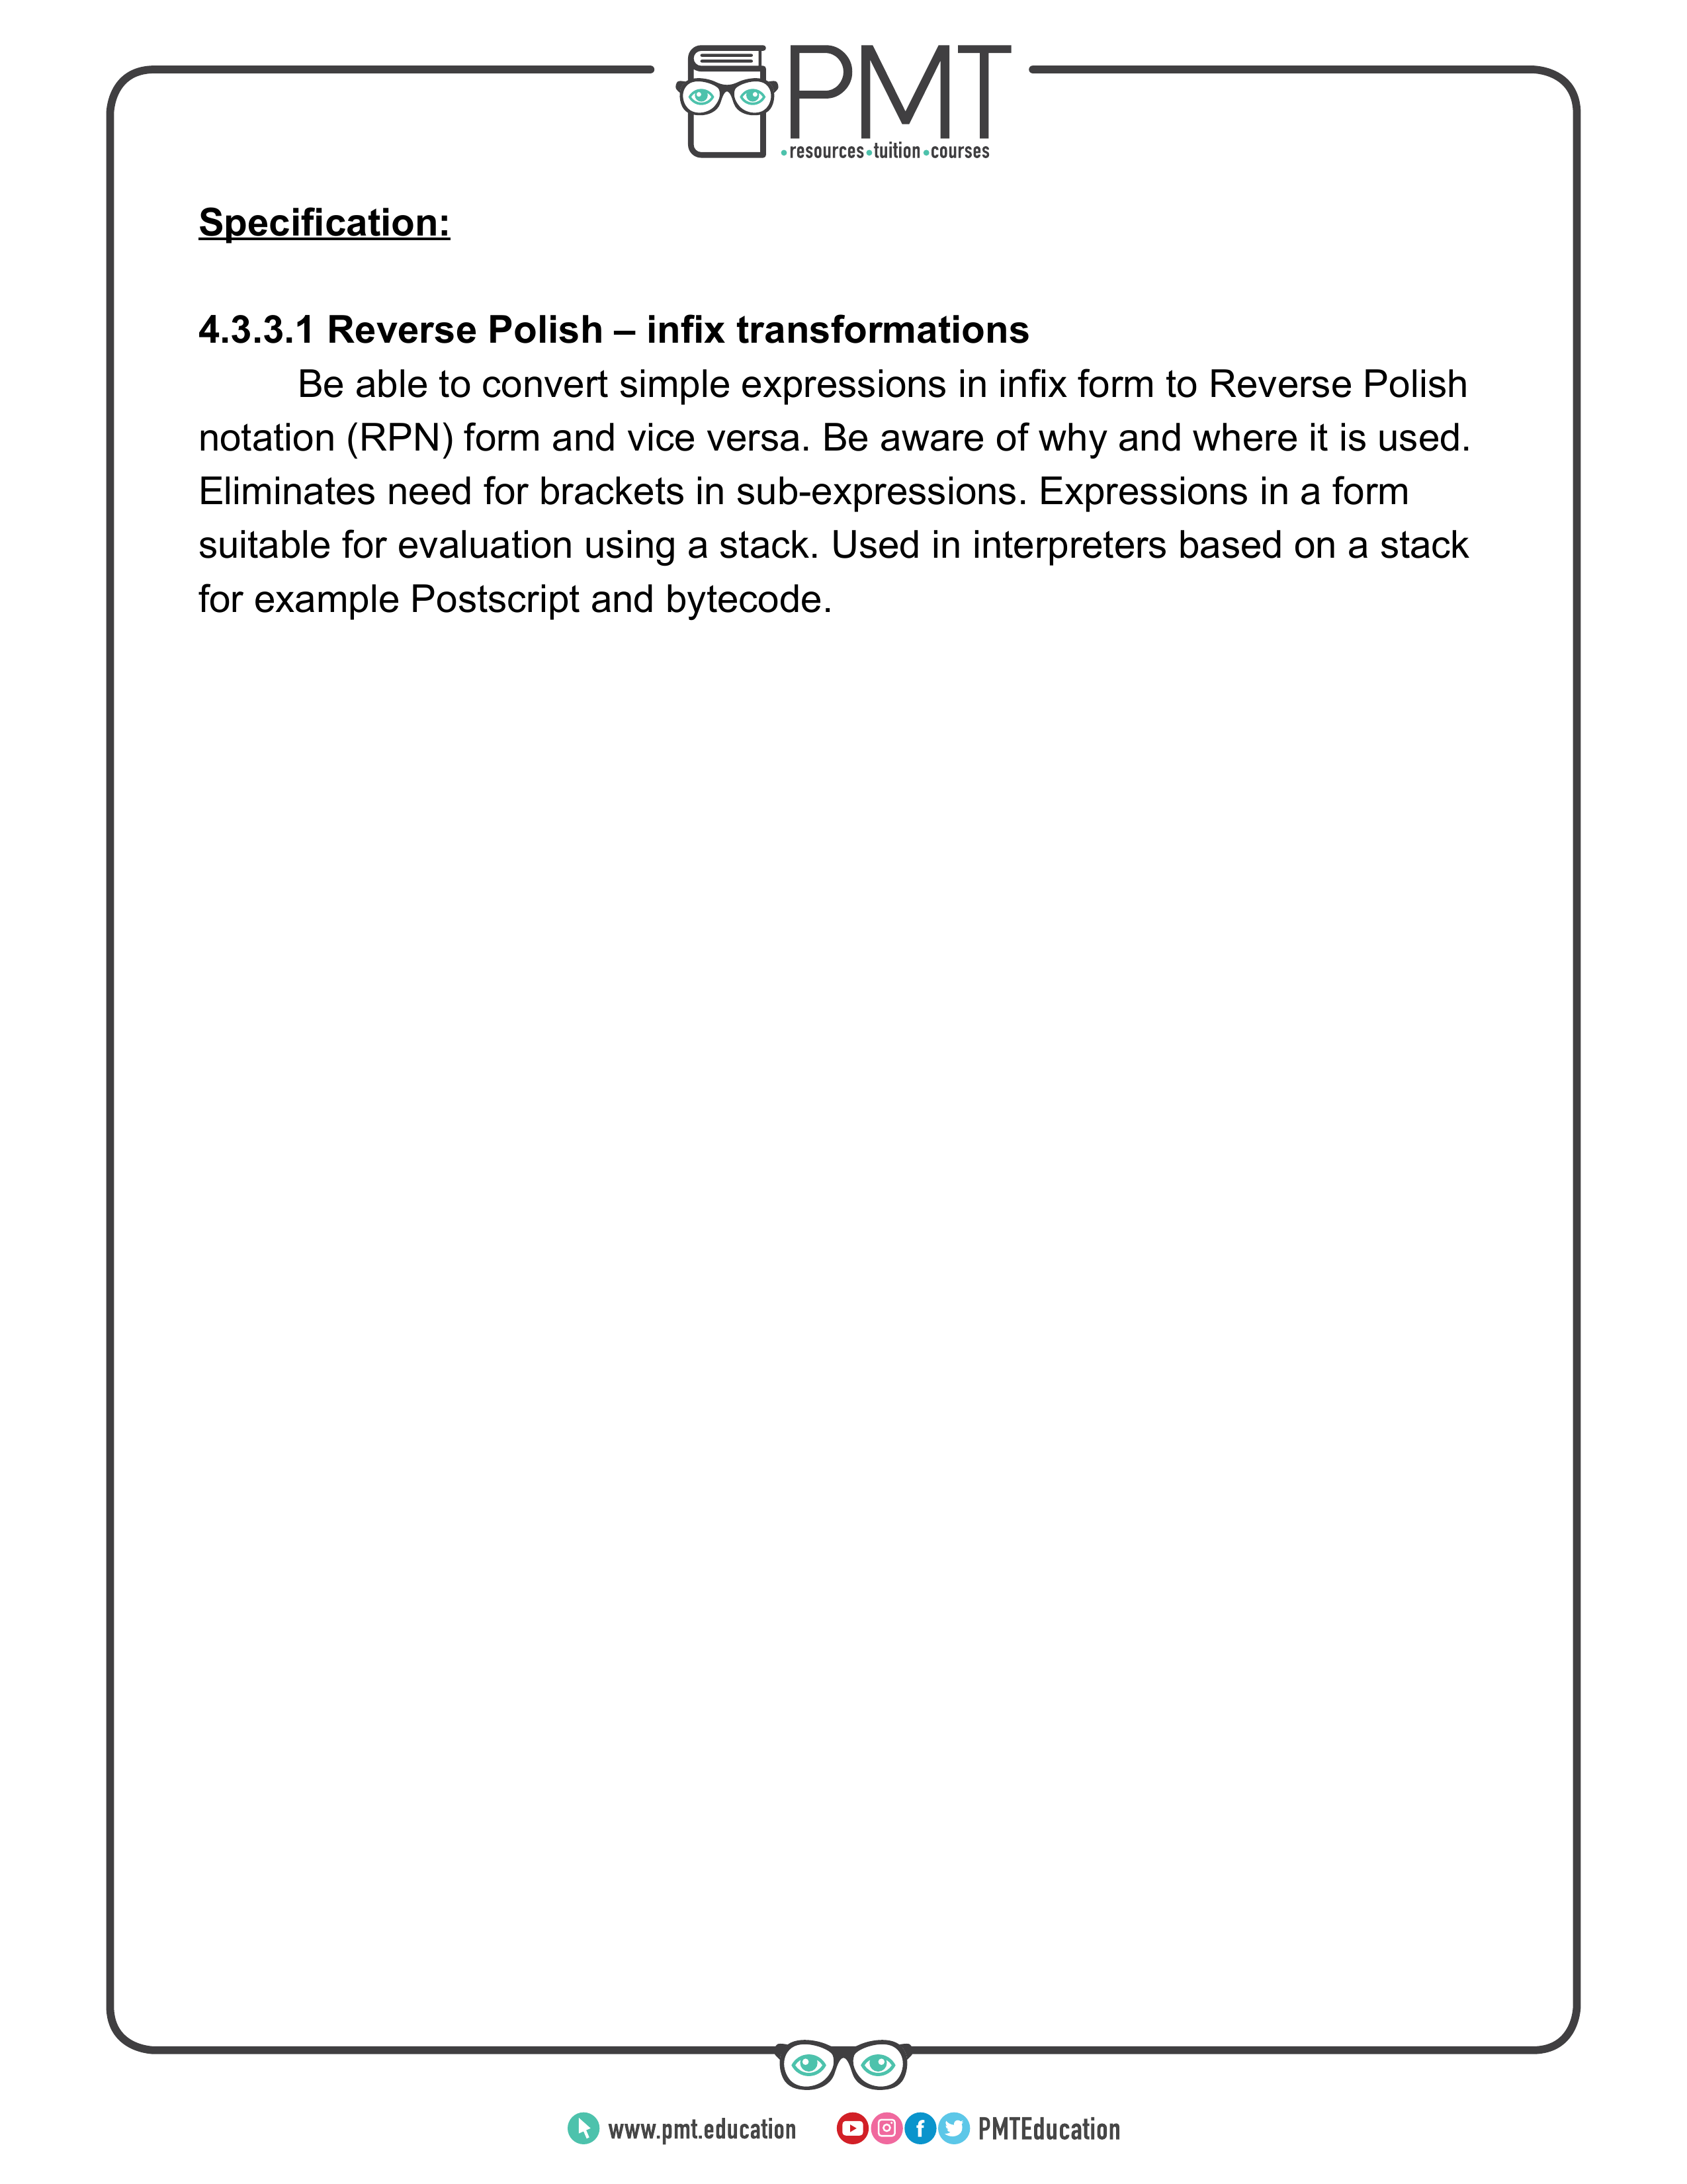 PMT
resources tuition courses
Specification:
4.3.3.1 Reverse Polish – infix transformations
Be able to convert simple expressions in infix form to Reverse Polish
notation (RPN) form and vice versa. Be aware of why and where it is used.
Eliminates need for brackets in sub-expressions. Expressions in a form
suitable for evaluation using a stack. Used in interpreters based on a stack
for example Postscript and bytecode.
www.pmt.education
PMTEducation